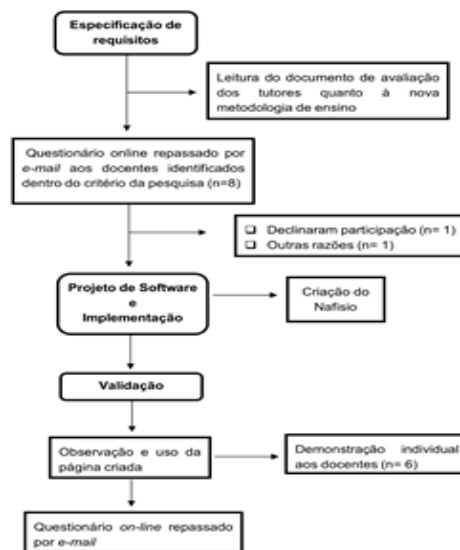 Especificação de
requisitos
Leitura do documento de avaliação
dos tutores quanto à nova
metodologia de ensino
Questionário online repassado por
e-mail aos docentes identificados
dentro do critério da pesquisa (n=8)
Declinaram participação (n= 1)
Outras razões (n= 1)
Projeto de Software
e
Implementação
Criação do
Nafisio
Validação
Observação e uso da
página criada
Demonstração individual
aos docentes (n= 6)
Questionário on-line repassado
por e-mail